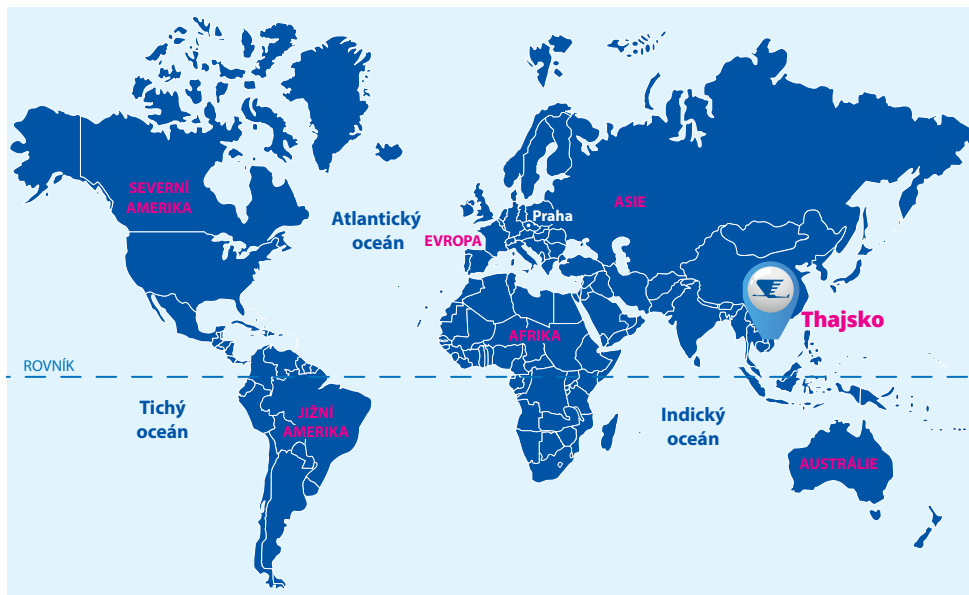 SEVERNÍ
AMERIKA
Atlantický
oceán
EVROPA
Praha
ASIE
Thajsko
AFRIKA
ROVNÍK
Tichý
oceán
JIŽNÍ
AMERIKA
Indický
oceán
AUSTRÁLIE